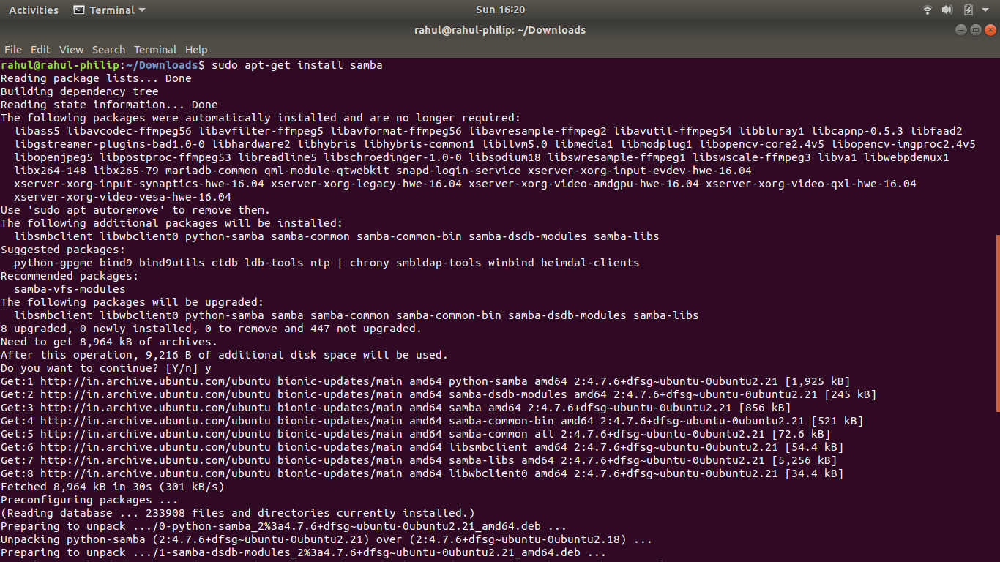 Activities Terminal Sun 16:20
rahul@rahul-philip: ~/Downloads
File Edit View Search Terminal Help
rahul@rahul-philip:~/Downloads$ sudo apt-get install samba
Reading package lists... Done
Building dependency tree
Reading state information... Done
The following packages were automatically installed and are no longer required:
  libass5 libavcodec-ffmpeg56 libavfilter-ffmpeg5 libavformat-ffmpeg56 libavresample-ffmpeg2 libavutil-ffmpeg54 libbluray1 libcapnp-0.5.3 libfaad2
  libgstreamer-plugins-bad1.0-0 libhardware2 libhybris libhybris-common1 libllvm5.0 libmedia1 libmodplug1 libopencv-core2.4v5 libopencv-imgproc2.4v5
  libopenjpeg5 libpostproc-ffmpeg53 libreadline5 libschroedinger-1.0-0 libsodium18 libswresample-ffmpeg1 libswscale-ffmpeg3 libva1 libwebpdemux1
  libx264-148 libx265-79 mariadb-common qml-module-qtwebkit snapd-login-service xserver-xorg-input-evdev-hwe-16.04
  xserver-xorg-input-synaptics-hwe-16.04 xserver-xorg-legacy-hwe-16.04 xserver-xorg-video-amdgpu-hwe-16.04 xserver-xorg-video-qxl-hwe-16.04
  xserver-xorg-video-vesa-hwe-16.04
Use 'sudo apt autoremove' to remove them.
The following additional packages will be installed:
  libsmbclient libwbclient0 python-samba samba-common samba-common-bin samba-dsdb-modules samba-libs
Suggested packages:
  python-gpgme bind9 bind9utils ctdb ldb-tools ntp | chrony smbldap-tools winbind heimdal-clients
Recommended packages:
  samba-vfs-modules
The following packages will be upgraded:
  libsmbclient libwbclient0 python-samba samba samba-common samba-common-bin samba-dsdb-modules samba-libs
8 upgraded, 0 newly installed, 0 to remove and 447 not upgraded.
Need to get 8,964 kB of archives.
After this operation, 9,216 B of additional disk space will be used.
Do you want to continue? [Y/n] y
Get:1 http://in.archive.ubuntu.com/ubuntu bionic-updates/main amd64 python-samba amd64 2:4.7.6+dfsg~ubuntu-0ubuntu2.21 [1,925 kB]
Get:2 http://in.archive.ubuntu.com/ubuntu bionic-updates/main amd64 samba-dsdb-modules amd64 2:4.7.6+dfsg~ubuntu-0ubuntu2.21 [245 kB]
Get:3 http://in.archive.ubuntu.com/ubuntu bionic-updates/main amd64 samba amd64 2:4.7.6+dfsg~ubuntu-0ubuntu2.21 [856 kB]
Get:4 http://in.archive.ubuntu.com/ubuntu bionic-updates/main amd64 samba-common-bin amd64 2:4.7.6+dfsg~ubuntu-0ubuntu2.21 [521 kB]
Get:5 http://in.archive.ubuntu.com/ubuntu bionic-updates/main amd64 samba-common all 2:4.7.6+dfsg~ubuntu-0ubuntu2.21 [72.6 kB]
Get:6 http://in.archive.ubuntu.com/ubuntu bionic-updates/main amd64 libsmbclient amd64 2:4.7.6+dfsg~ubuntu-0ubuntu2.21 [54.4 kB]
Get:7 http://in.archive.ubuntu.com/ubuntu bionic-updates/main amd64 samba-libs amd64 2:4.7.6+dfsg~ubuntu-0ubuntu2.21 [5,256 kB]
Get:8 http://in.archive.ubuntu.com/ubuntu bionic-updates/main amd64 libwbclient0 amd64 2:4.7.6+dfsg~ubuntu-0ubuntu2.21 [34.4 kB]
Fetched 8,964 kB in 30s (301 kB/s)
Preconfiguring packages ...
(Reading database ... 233908 files and directories currently installed.)
Preparing to unpack .../0-python-samba_2%3a4.7.6+dfsg~ubuntu-0ubuntu2.21_amd64.deb ...
Unpacking python-samba (2:4.7.6+dfsg~ubuntu-0ubuntu2.21) over (2:4.7.6+dfsg~ubuntu-0ubuntu2.18) ...
Preparing to unpack .../1-samba-dsdb-modules_2%3a4.7.6+dfsg~ubuntu-0ubuntu2.21_amd64.deb ...